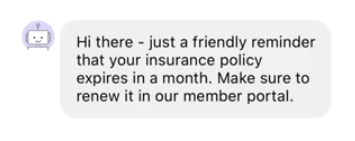 Hi there - just a friendly reminder
that your insurance policy
expires in a month. Make sure to
renew it in our member portal.